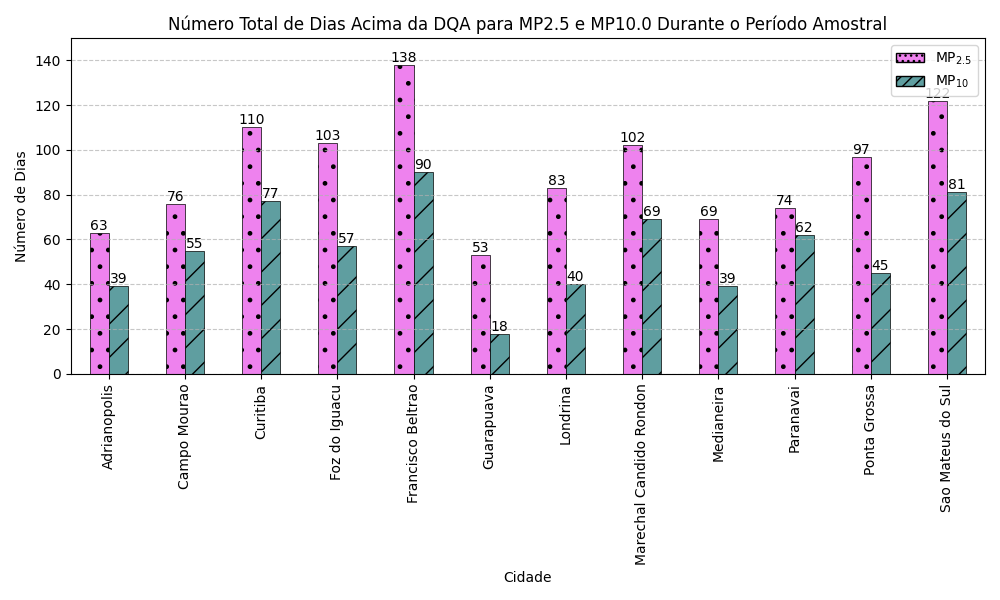 Número Total de Dias Acima da DQA para MP2.5 e MP10.0 Durante o Período Amostral
Número de Dias
140
120
100
80
60
40
20
0
MP2.5
MP10
63
39
76
55
110
77
103
57
138
90
53
18
83
40
102
69
69
39
74
62
97
45
122
81
Adrianopolis
Campo Mourao
Curitiba
Foz do Iguacu
Francisco Beltrao
Guarapuava
Londrina
Marechal Candido Rondon
Medianeira
Paranavai
Ponta Grossa
Sao Mateus do Sul
Cidade